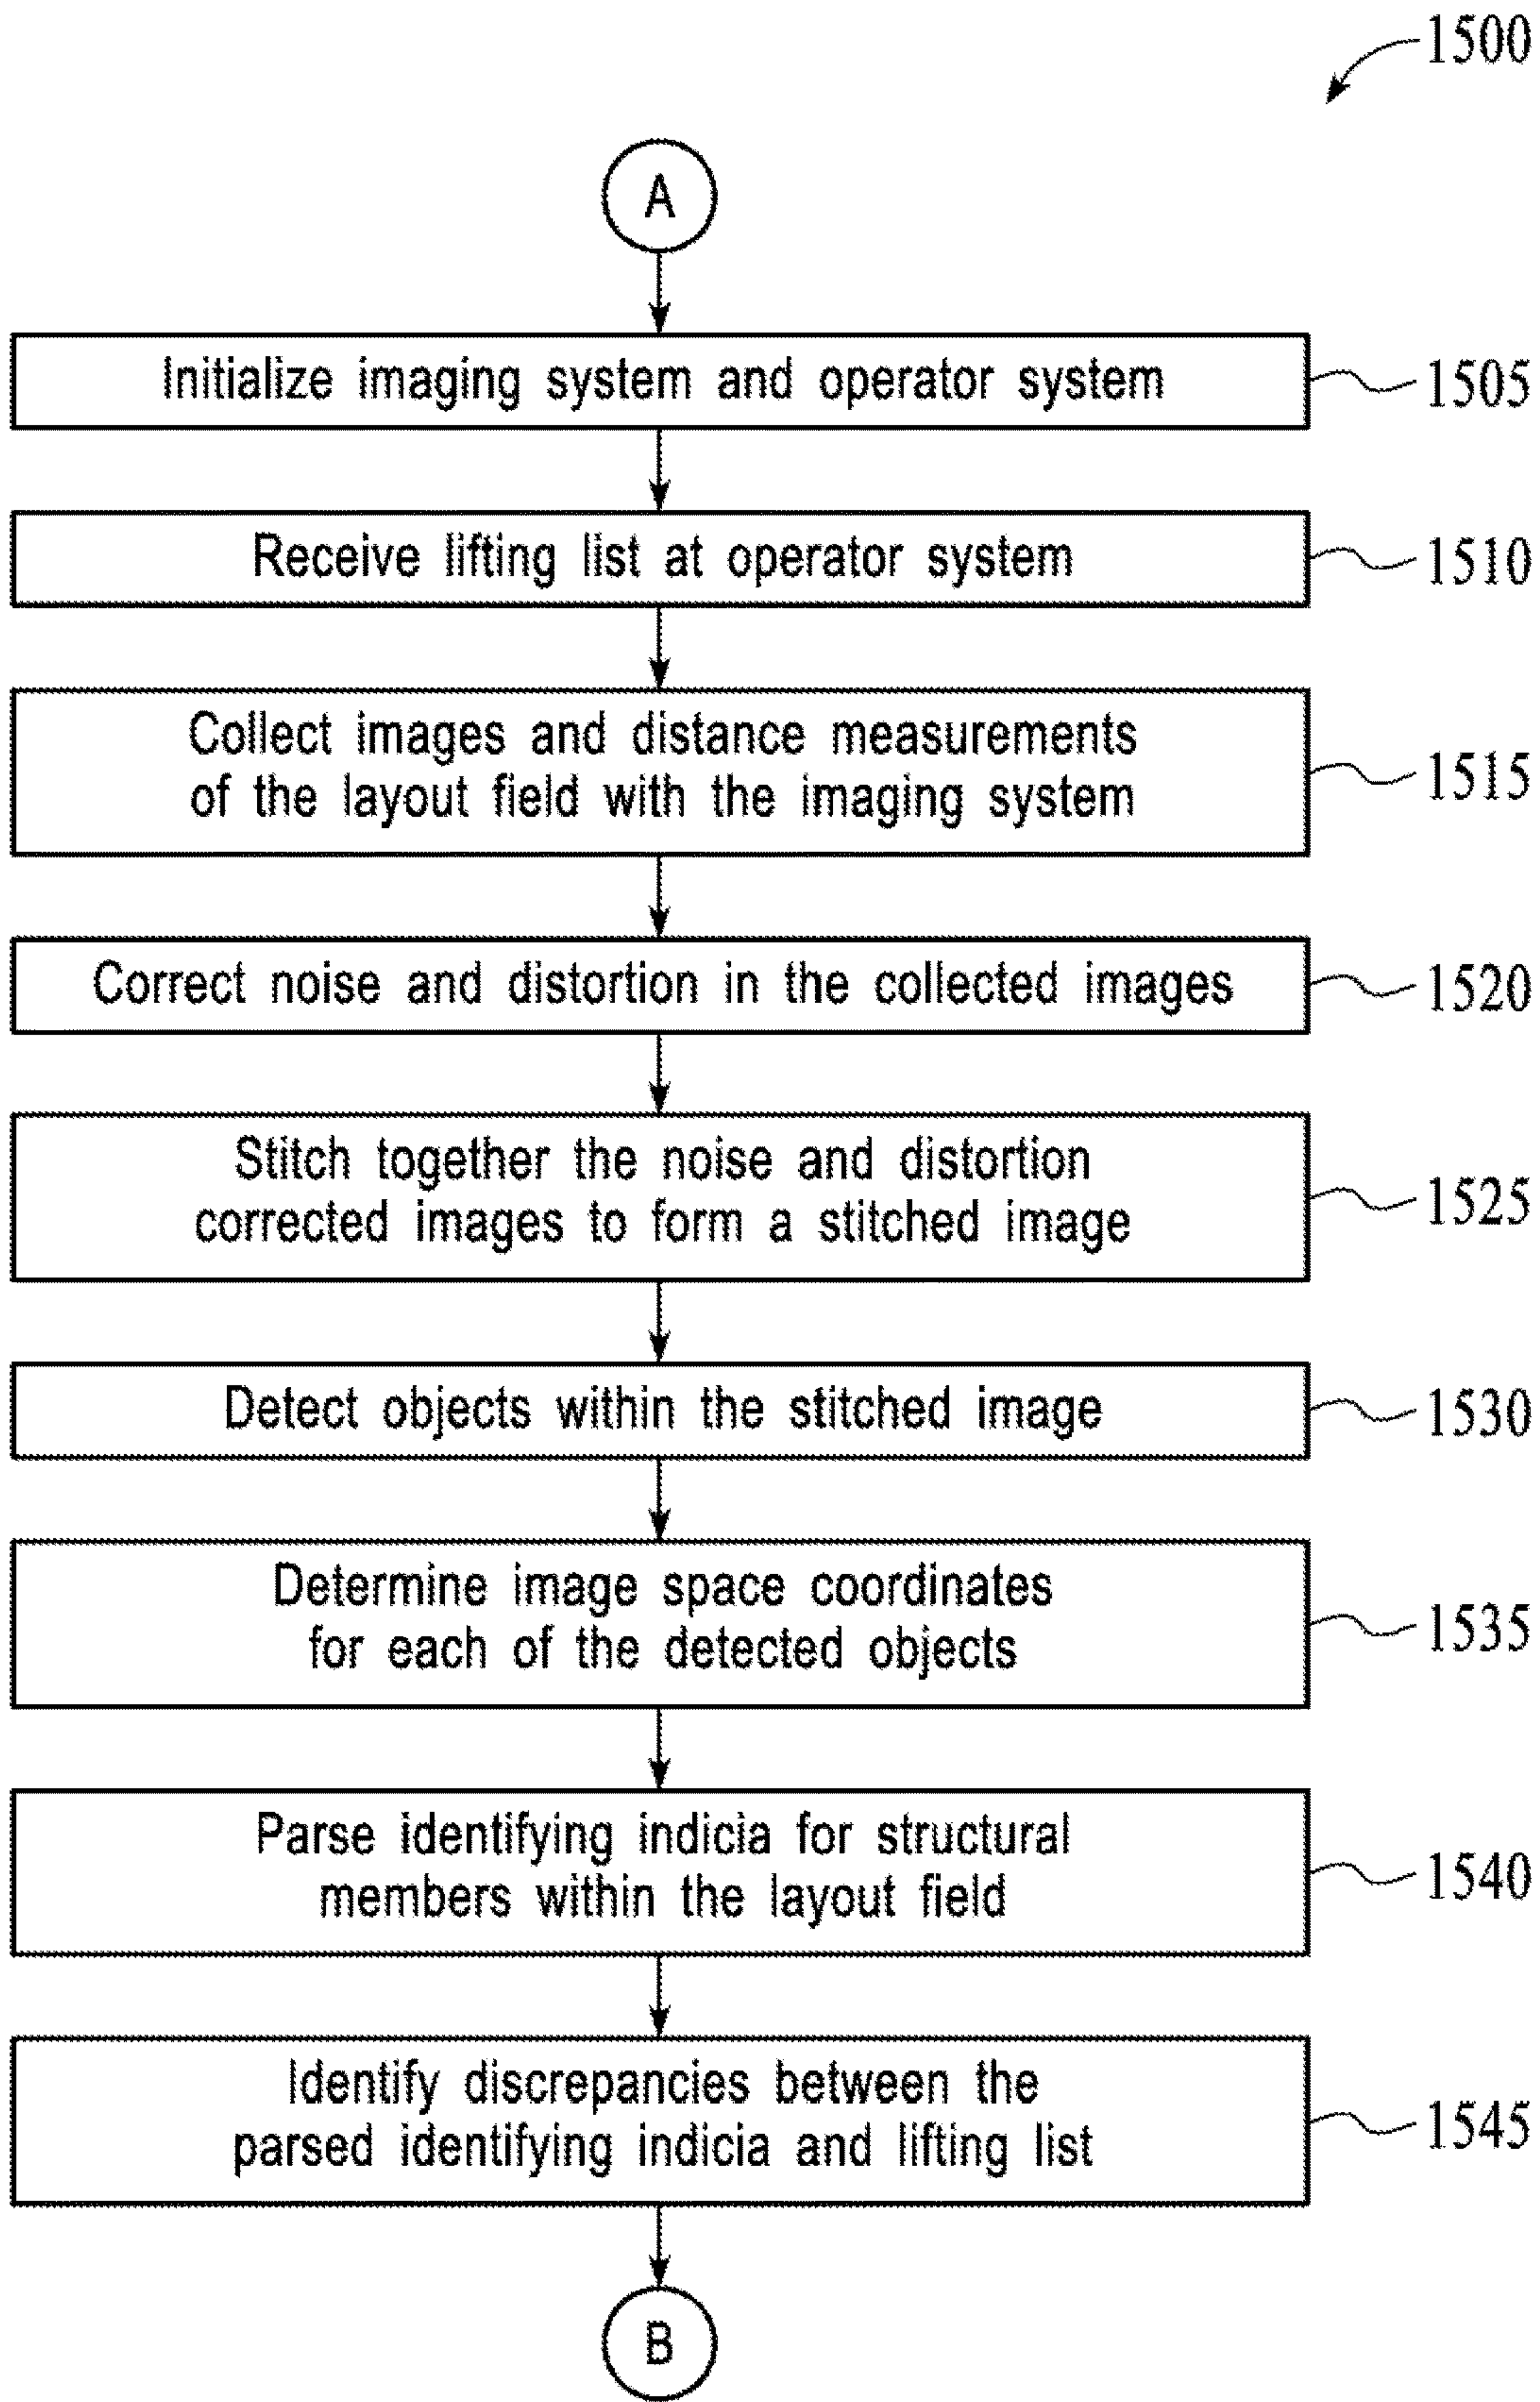 1500
A
Initialize imaging system and operator system
1505
Receive lifting list at operator system
1510
Collect images and distance measurements
of the layout field with the imaging system
1515
Correct noise and distortion in the collected images
1520
Stitch together the noise and distortion
corrected images to form a stitched image
1525
Detect objects within the stitched image
1530
Determine image space coordinates
for each of the detected objects
1535
Parse identifying indicia for structural
members within the layout field
1540
Identify discrepancies between the
parsed identifying indicia and lifting list
1545
B